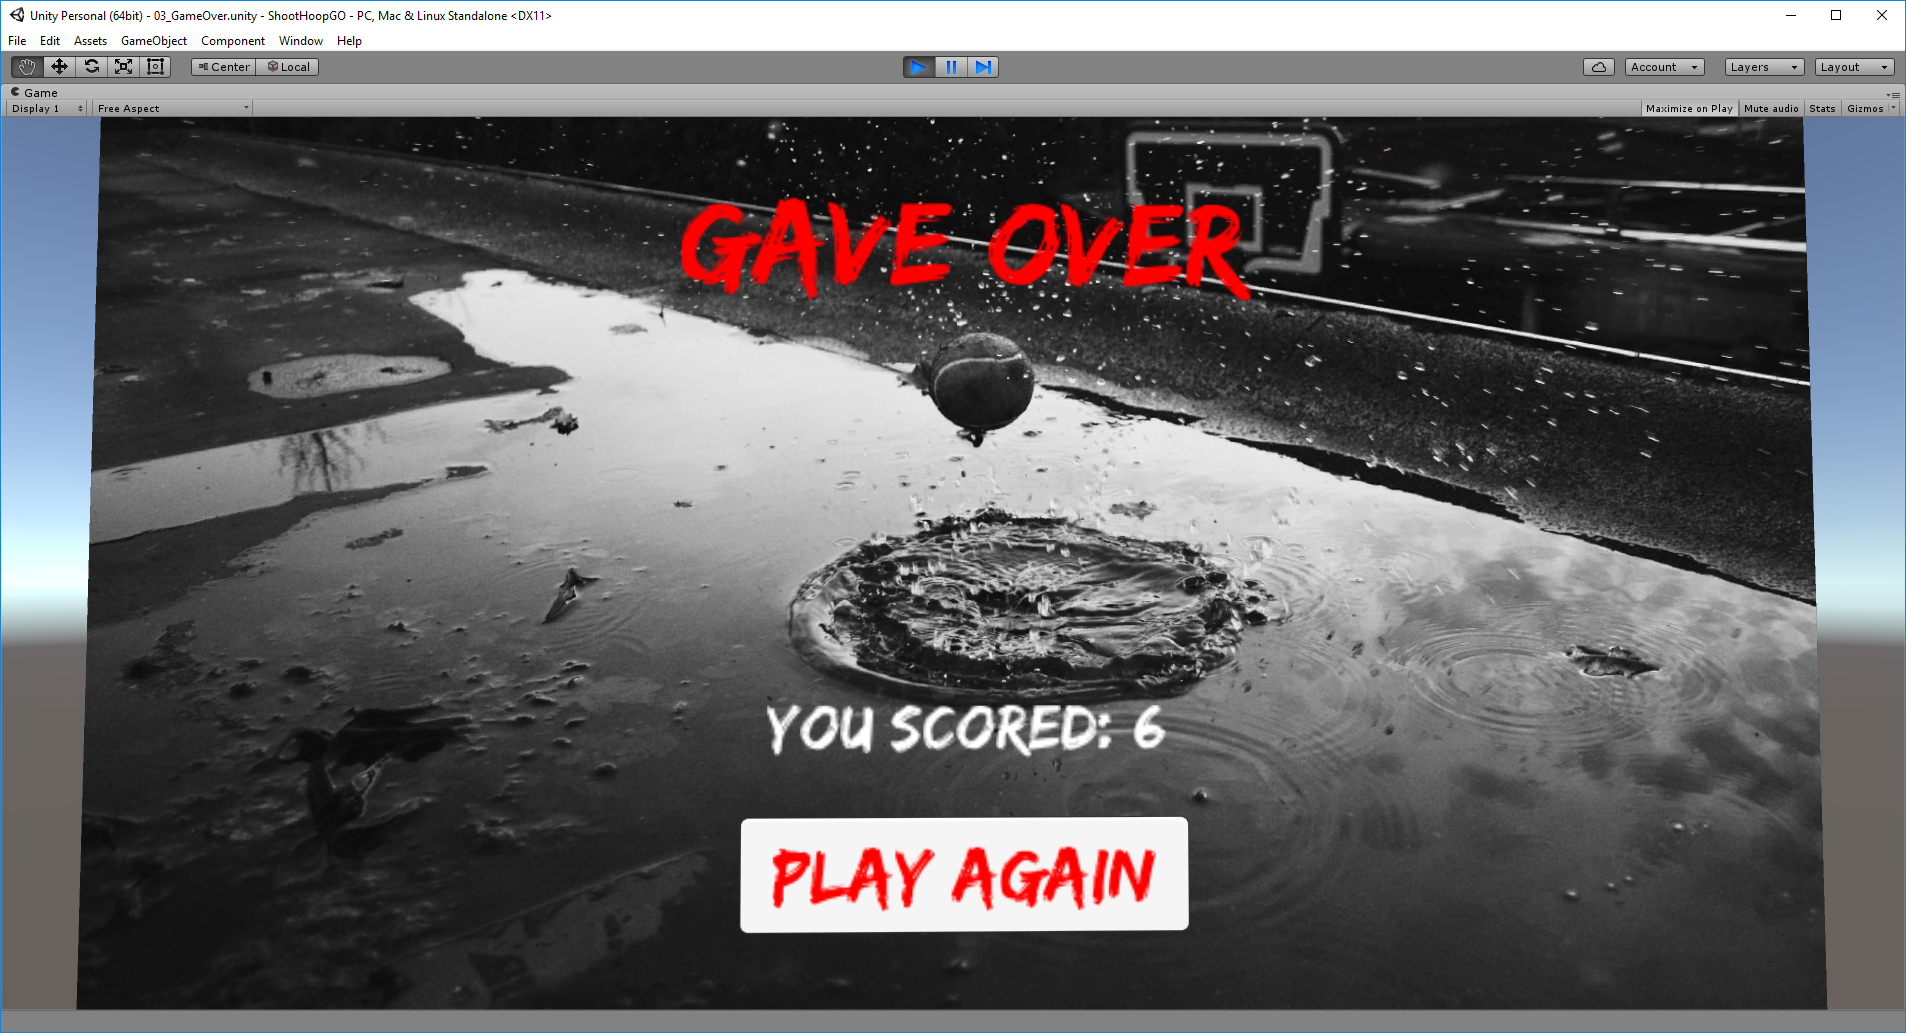 Unity Personal (64bit) - 03_GameOver.unity - ShootHoopGO - PC, Mac & Linux Standalone <DX11>
File Edit Assets GameObject Component Window Help
Center Local Account Layers Layout
Game
Display 1 Free Aspect Maximize on Play Mute audio Stats Gizmos
GAVE OVER
YOU SCORED: 6
PLAY AGAIN